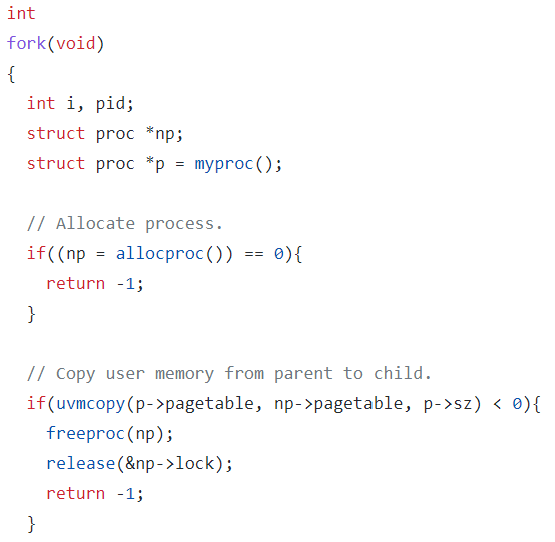 int
fork(void)
{
  int i, pid;
  struct proc *np;
  struct proc *p = myproc();

  // Allocate process.
  if((np = allocproc()) == 0){
    return -1;
  }

  // Copy user memory from parent to child.
  if(uvmcopy(p->pagetable, np->pagetable, p->sz) < 0){
    freeproc(np);
    release(&np->lock);
    return -1;
  }